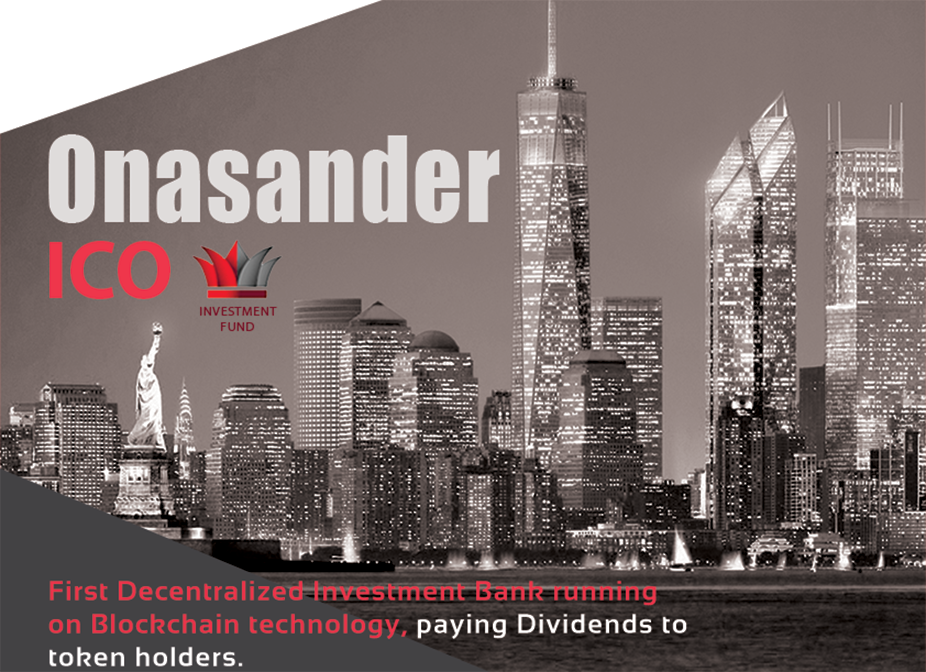 Onasander
ICO
INVESTMENT
FUND
First Decentralized Investment Bank running
on Blockchain technology, paying Dividends to
token holders.